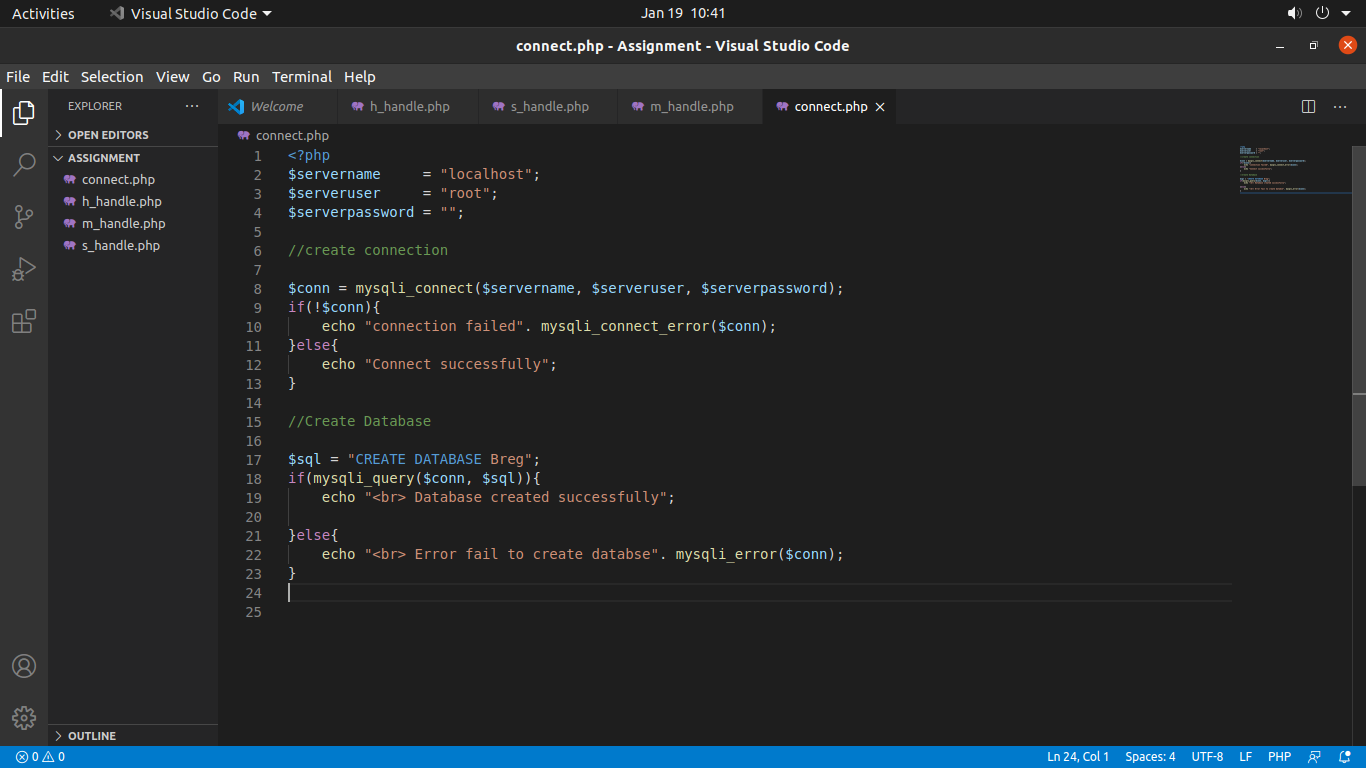 Activities Visual Studio Code Jan 19 10:41
connect.php - Assignment - Visual Studio Code
File Edit Selection View Go Run Terminal Help
EXPLORER
OPEN EDITORS
ASSIGNMENT
connect.php
h_handle.php
m_handle.php
s_handle.php
OUTLINE
Welcome h_handle.php s_handle.php m_handle.php connect.php
connect.php
1 <?php
2 $servername     = "localhost";
3 $serveruser     = "root";
4 $serverpassword = "";
5
6 //create connection
7
8 $conn = mysqli_connect($servername, $serveruser, $serverpassword);
9 if(!$conn){
10     echo "connection failed". mysqli_connect_error($conn);
11 }else{
12     echo "Connect successfully";
13 }
14
15 //Create Database
16
17 $sql = "CREATE DATABASE Breg";
18 if(mysqli_query($conn, $sql)){
19     echo "<br> Database created successfully";
20
21 }else{
22     echo "<br> Error fail to create databse". mysqli_error($conn);
23 }
24
25
0 0 Ln 24, Col 1 Spaces: 4 UTF-8 LF PHP